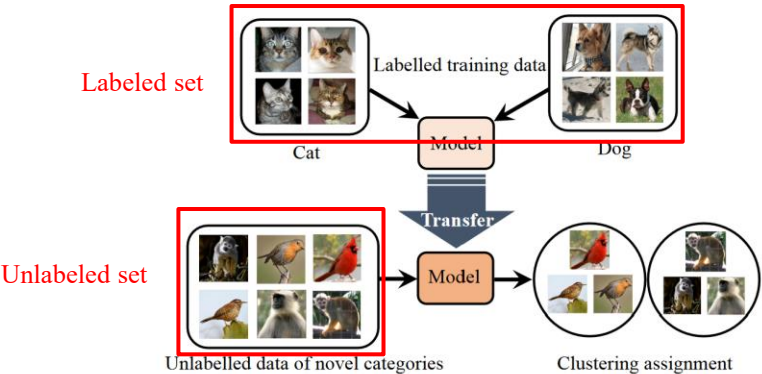 Labeled set
Labelled training data
Cat
Model
Dog
Transfer
Unlabeled set
Model
Unlabelled data of novel categories
Clustering assignment